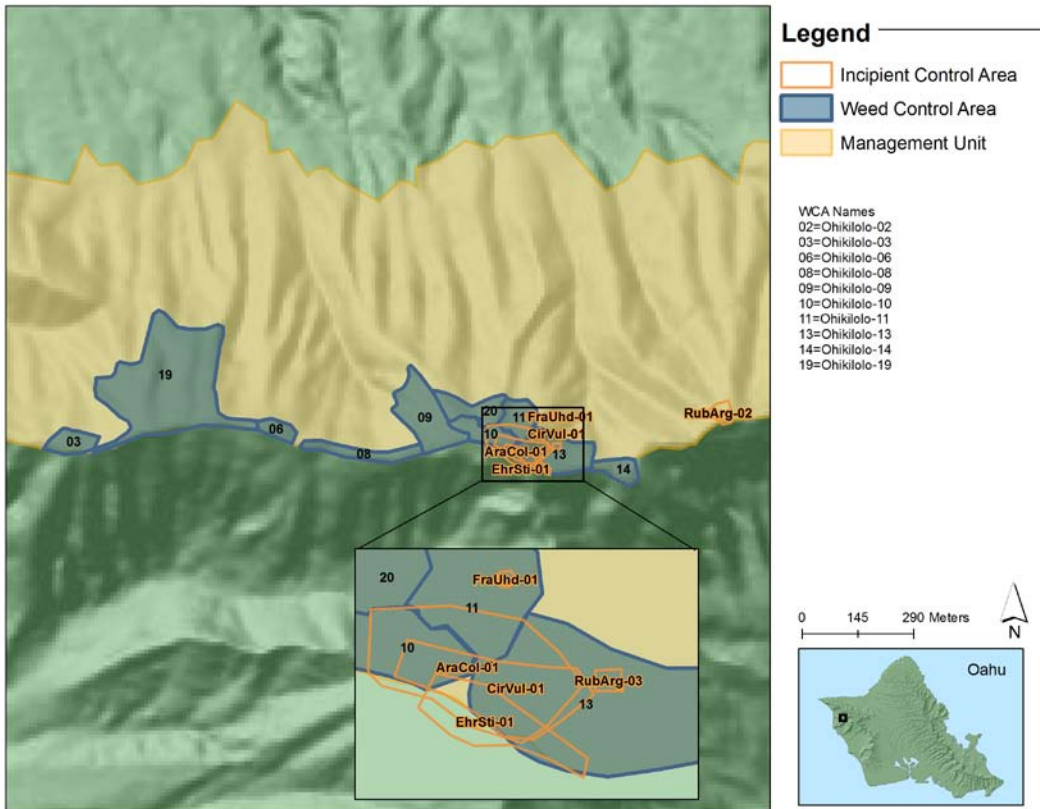 Legend
Incipient Control Area
Weed Control Area
Management Unit
WCA Names
02=Ohikilolo-02
03=Ohikilolo-03
06=Ohikilolo-06
08=Ohikilolo-08
09=Ohikilolo-09
10=Ohikilolo-10
11=Ohikilolo-11
13=Ohikilolo-13
14=Ohikilolo-14
19=Ohikilolo-19
19
03
06
08
09
20
11
FraUhd-01
10
CirVul-01
AraCol-01
13
EhrSti-01
14
RubArg-02
20
FraUhd-01
11
10
AraCol-01
CirVul-01
RubArg-03
13
EhrSti-01
0 145 290 Meters
N
Oahu